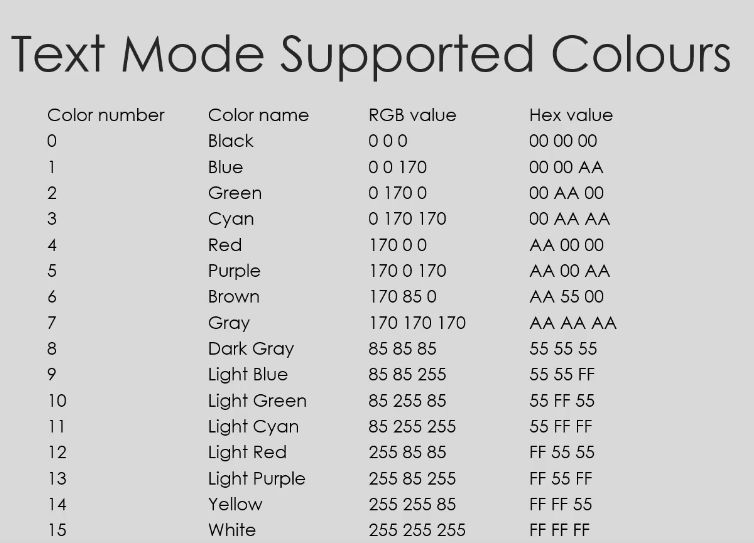 Text Mode Supported Colours
Color number Color name RGB value Hex value
0 Black 0 0 0 00 00 00
1 Blue 0 0 170 00 00 AA
2 Green 0 170 0 00 AA 00
3 Cyan 0 170 170 00 AA AA
4 Red 170 0 0 AA 00 00
5 Purple 170 0 170 AA 00 AA
6 Brown 170 85 0 AA 55 00
7 Gray 170 170 170 AA AA AA
8 Dark Gray 85 85 85 55 55 55
9 Light Blue 85 85 255 55 55 FF
10 Light Green 85 255 85 55 FF 55
11 Light Cyan 85 255 255 55 FF FF
12 Light Red 255 85 85 FF 55 55
13 Light Purple 255 85 255 FF 55 FF
14 Yellow 255 255 85 FF FF 55
15 White 255 255 255 FF FF FF